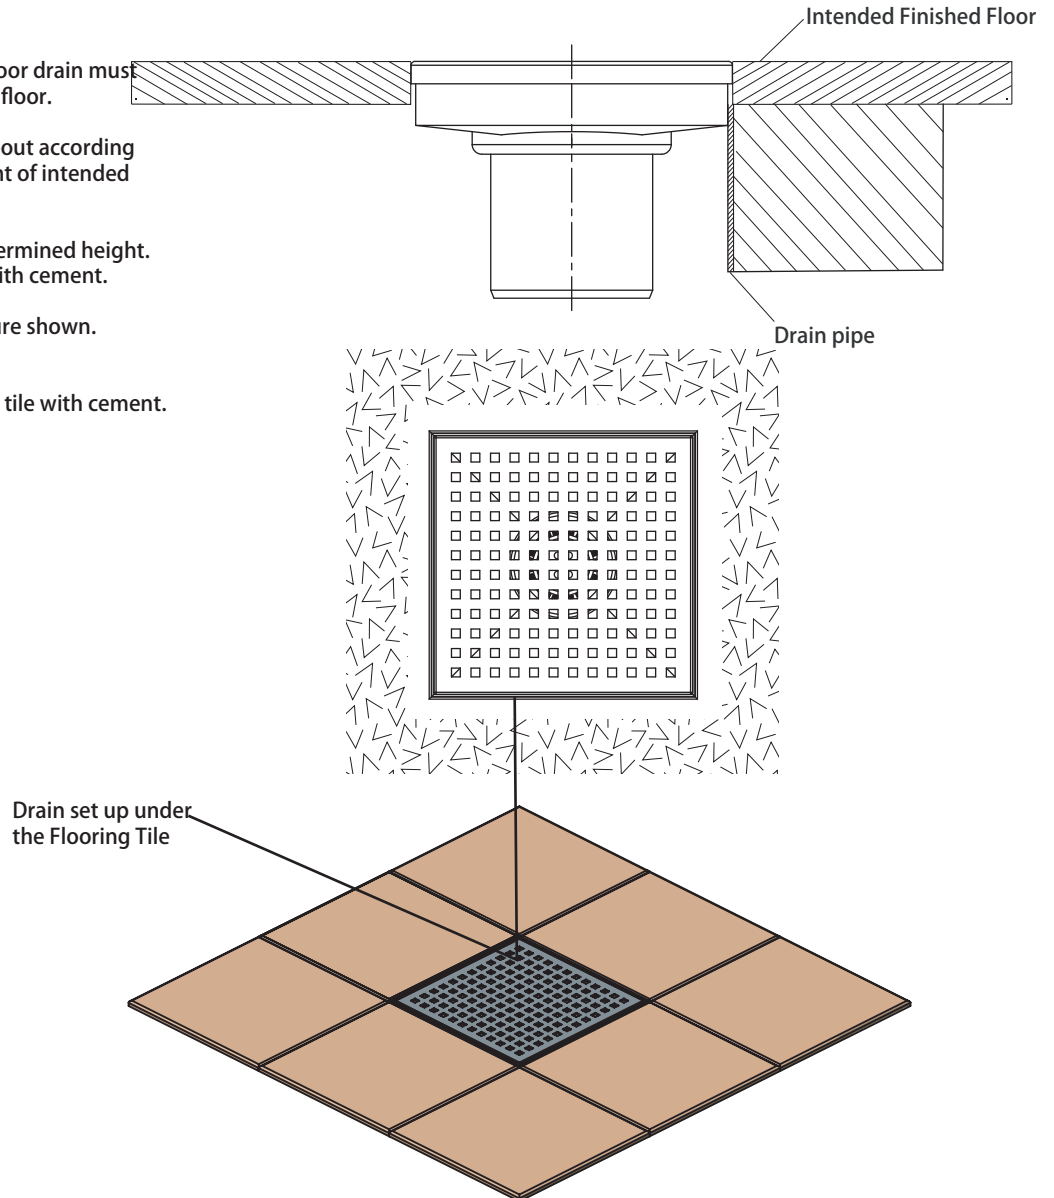 Intended Finished Floor
oor drain must
floor.
out according
nt of intended
ermined height.
ith cement.
ure shown.
tile with cement.
Drain pipe
Drain set up under
the Flooring Tile